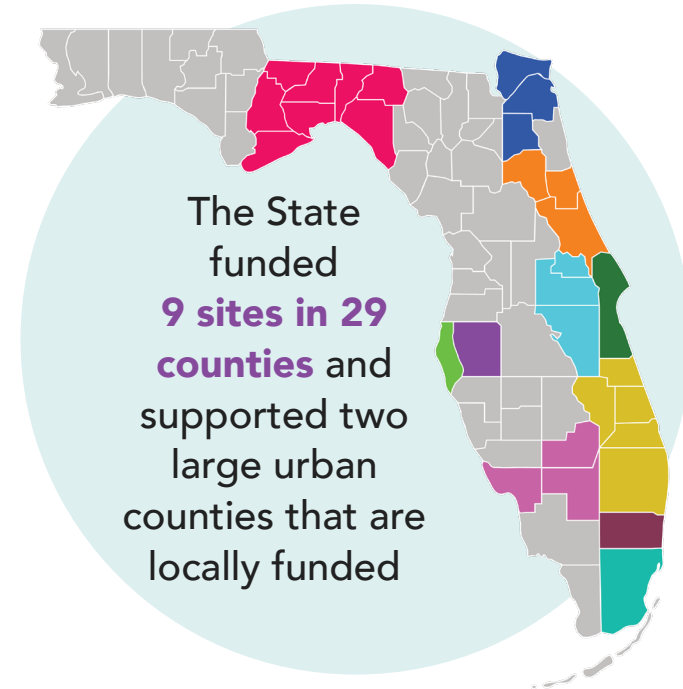 The State
funded
9 sites in 29
counties and
supported two
large urban
counties that are
locally funded